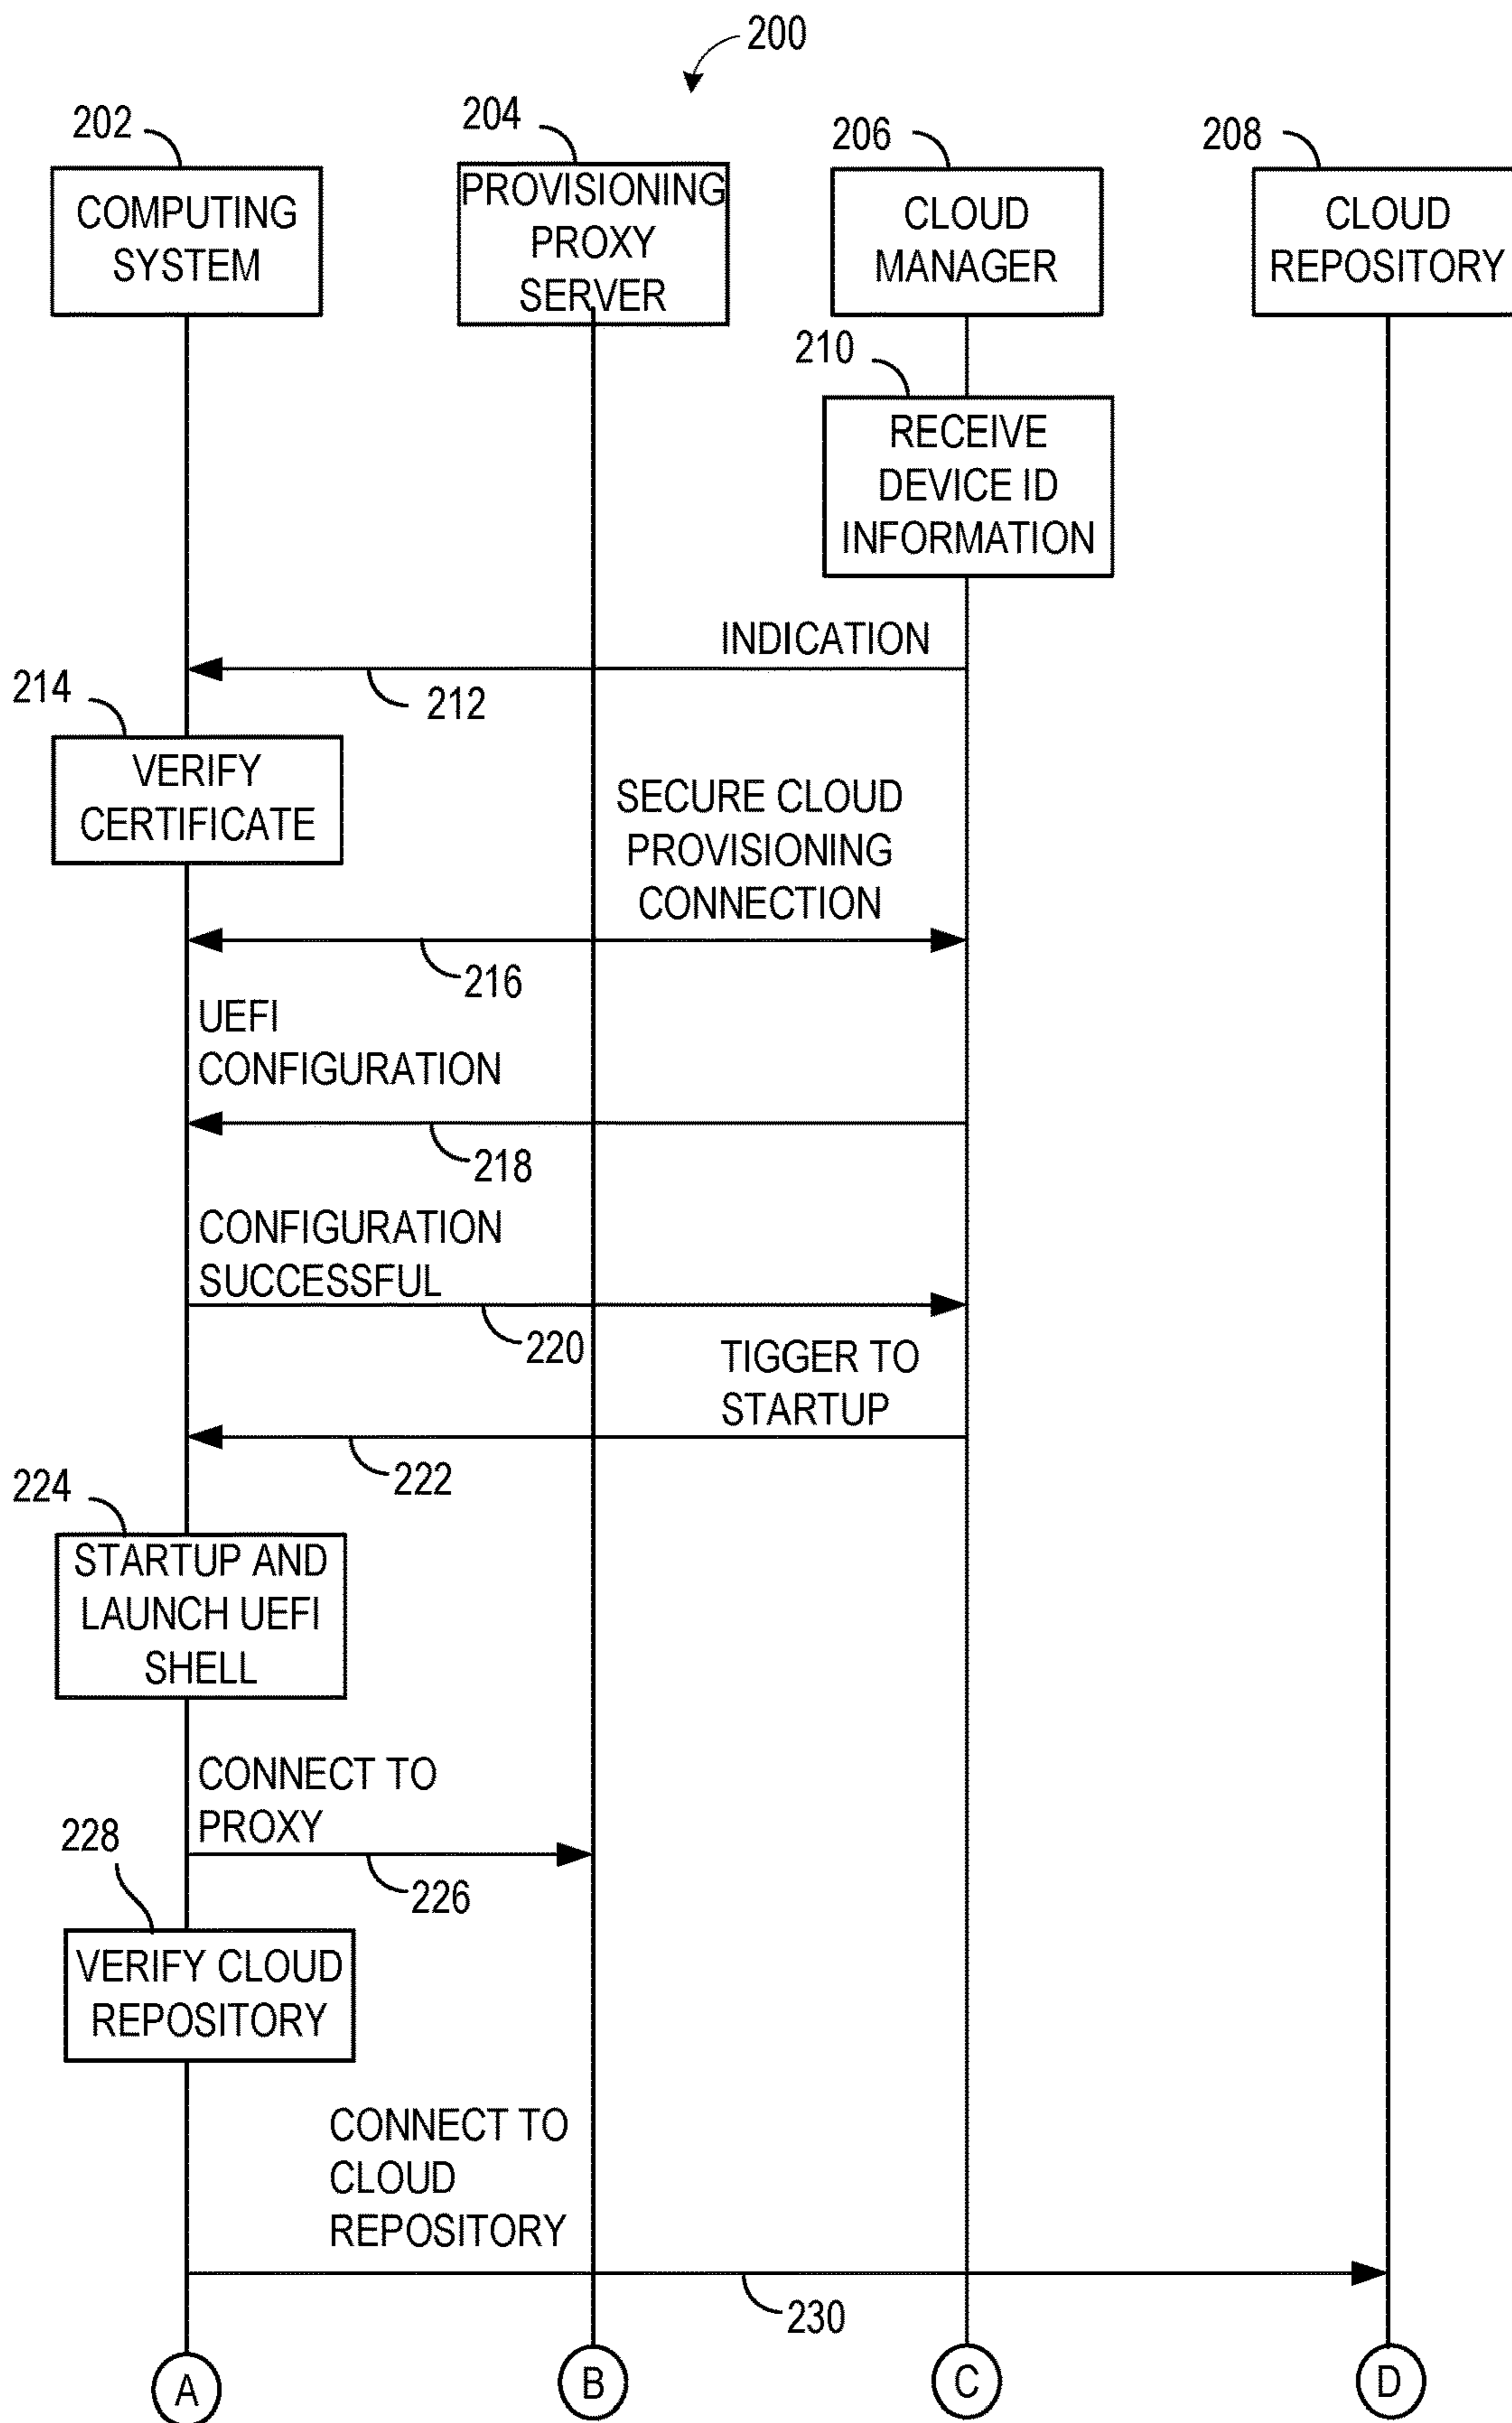 200
202
204
206
208
COMPUTING
SYSTEM
PROVISIONING
PROXY
SERVER
CLOUD
MANAGER
CLOUD
REPOSITORY
210
RECEIVE
DEVICE ID
INFORMATION
INDICATION
212
214
VERIFY
CERTIFICATE
SECURE CLOUD
PROVISIONING
CONNECTION
216
UEFI
CONFIGURATION
218
CONFIGURATION
SUCCESSFUL
220
TIGGER TO
STARTUP
222
224
STARTUP AND
LAUNCH UEFI
SHELL
CONNECT TO
PROXY
226
228
VERIFY CLOUD
REPOSITORY
CONNECT TO
CLOUD
REPOSITORY
230
A
B
C
D